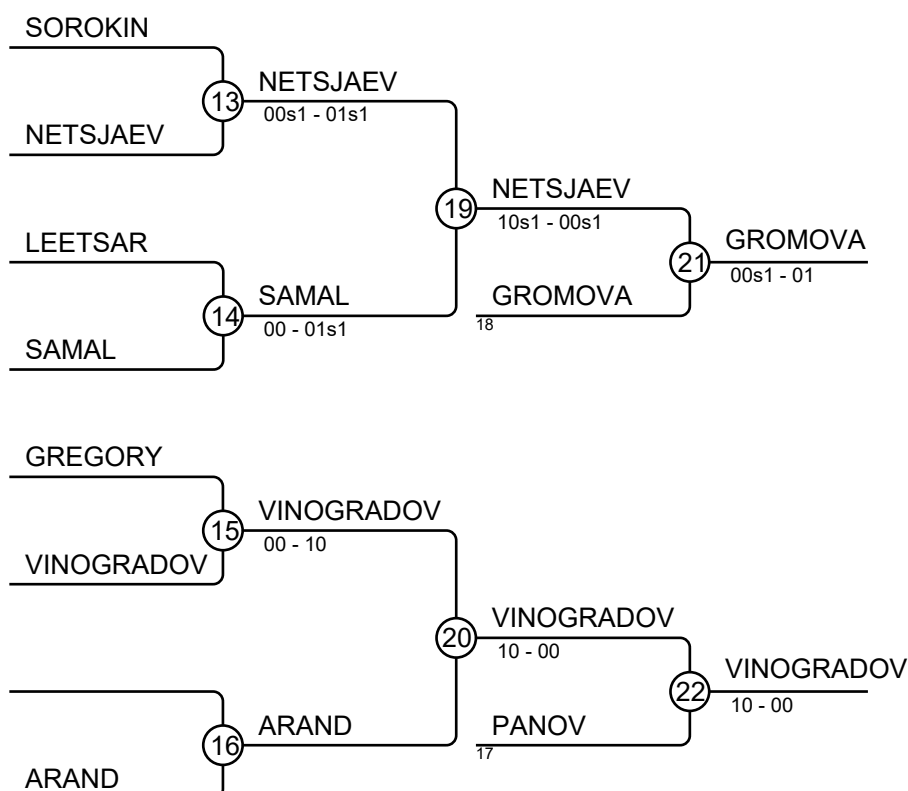 SOROKIN
13
NETSJAEV
00s1 - 01s1
NETSJAEV
19
NETSJAEV
10s1 - 00s1
LEETSAR
14
SAMAL
00 - 01s1
SAMAL
GROMOVA
18
21
GROMOVA
00s1 - 01
GREGORY
15
VINOGRADOV
00 - 10
VINOGRADOV
20
VINOGRADOV
10 - 00
16
ARAND
ARAND
PANOV
17
22
VINOGRADOV
10 - 00